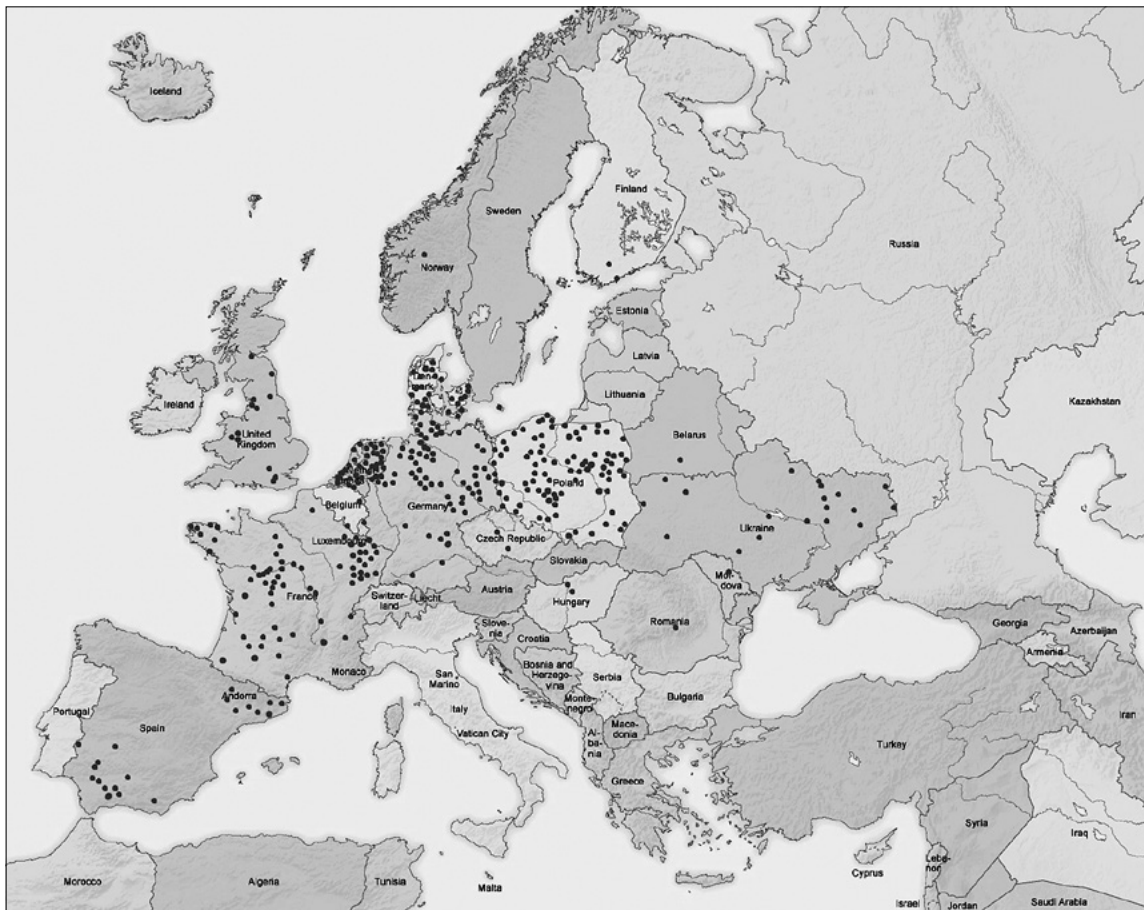 Iceland
Finland
Sweden
Norway
Russia
Estonia
Latvia
Lithuania
Den-
mark
Ireland
United
Kingdom
Kazakhstan
Belarus
Poland
Belgium
Germany
Ukraine
Luxembourg
Czech Republic
Slovakia
Mol-
dova
France
Switzer-
land
Liecht.
Austria
Hungary
Romania
Slove-
nia
Croatia
Georgia
Azerbaijan
Armenia
Bosnia and
Herzego-
vina
Serbia
Monaco
San
Marino
Italy
Bulgaria
Monte-
negro
Andorra
Portugal
Spain
Vatican City
Mace-
donia
Al-
ba-
nia
Iran
Turkey
Greece
Syria
Iraq
Leba-
non
Cyprus
Morocco
Algeria
Tunisia
Malta
Israel
Jordan
Saudi Arabia